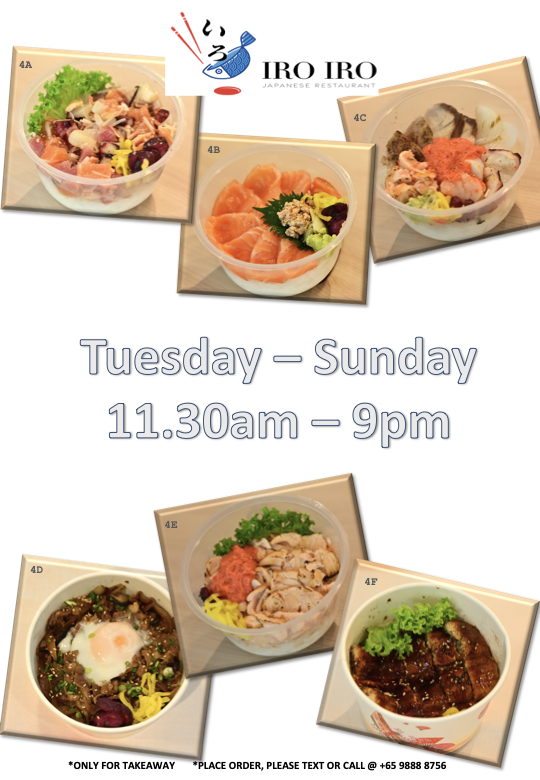 いろ
IRO IRO
JAPANESE RESTAURANT
4A
4B
4C
Tuesday – Sunday
11.30am – 9pm
4E
4D
4F
*ONLY FOR TAKEAWAY *PLACE ORDER, PLEASE TEXT OR CALL @ +65 9888 8756